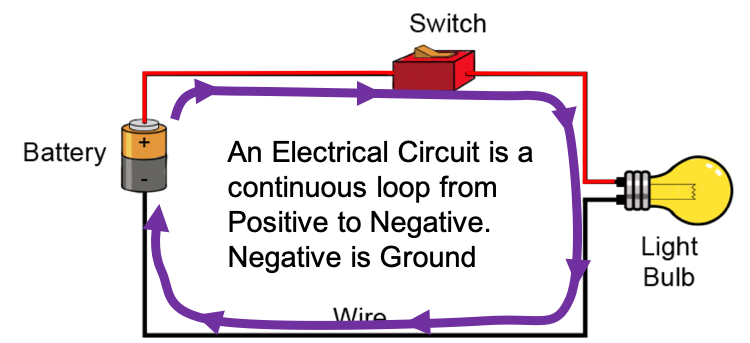 Switch
Battery
+
-
An Electrical Circuit is a
continuous loop from
Positive to Negative.
Negative is Ground
Light
Bulb
Wire